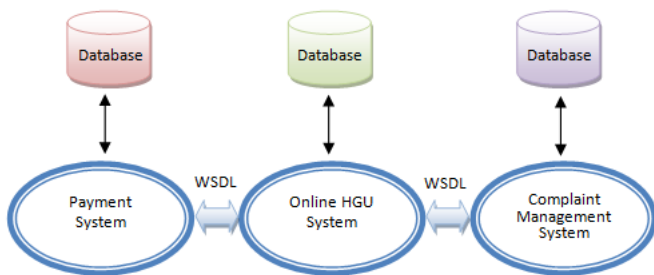 Database
Database
Database
WSDL
WSDL
Payment
System
Online HGU
System
Complaint
Management
System